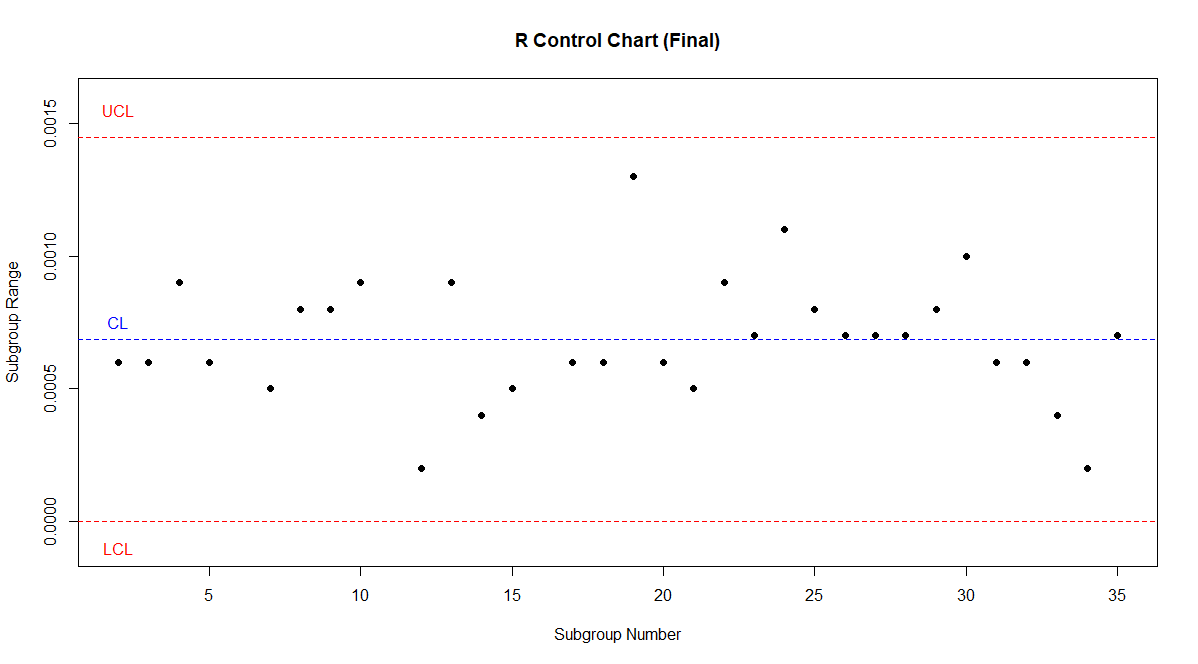 R Control Chart (Final)
UCL
CL
LCL
0.0015
0.0010
0.0005
0.0000
Subgroup Range
5 10 15 20 25 30 35
Subgroup Number